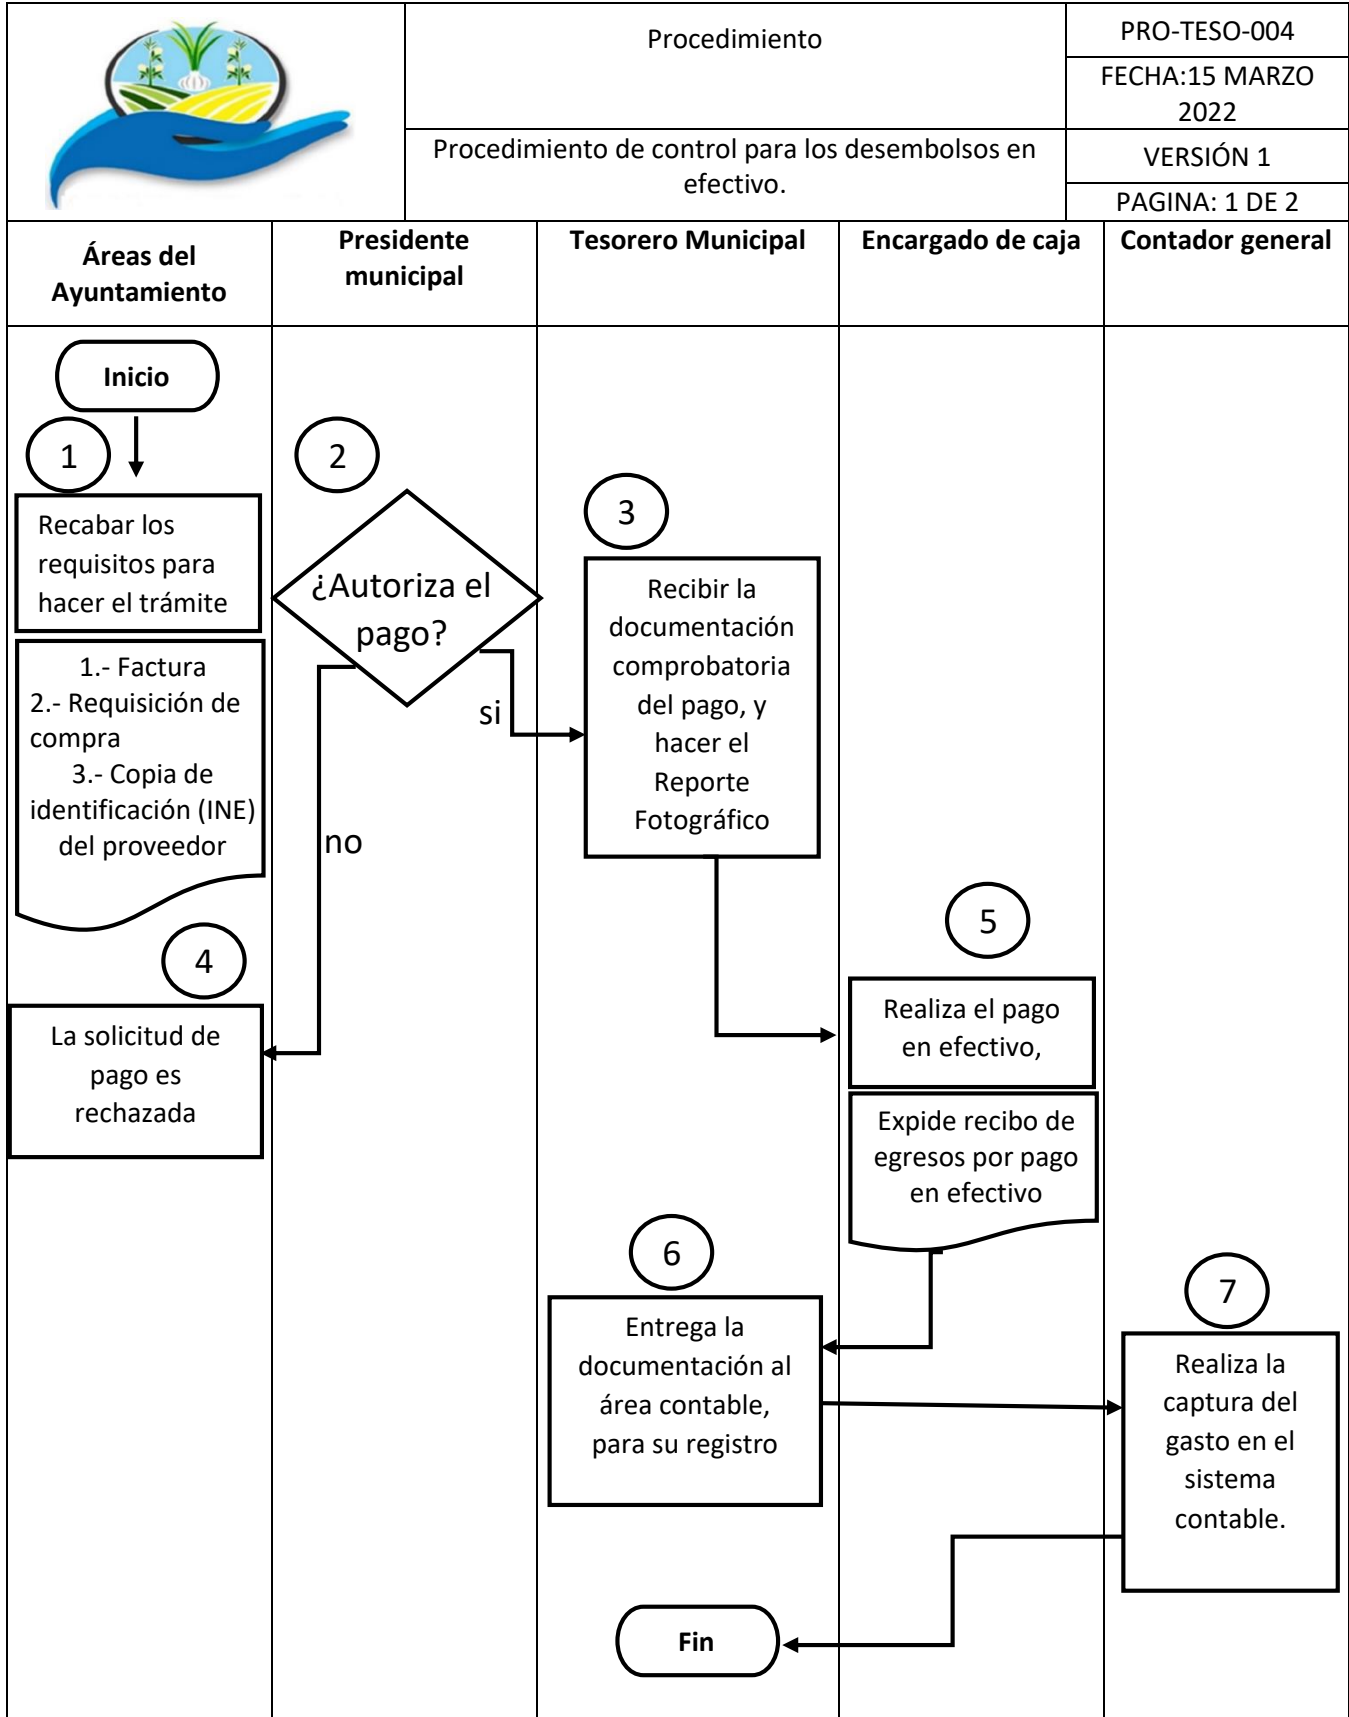 Procedimiento
PRO-TESO-004
FECHA:15 MARZO
2022
Procedimiento de control para los desembolsos en
efectivo.
VERSIÓN 1
PAGINA: 1 DE 2
Áreas del
Ayuntamiento
Presidente
municipal
Tesorero Municipal
Encargado de caja
Contador general
Inicio
1
Recabar los
requisitos para
hacer el trámite
1.- Factura
2.- Requisición de
compra
3.- Copia de
identificación (INE)
del proveedor
2
¿Autoriza el
pago?
si
no
3
Recibir la
documentación
comprobatoria
del pago, y
hacer el
Reporte
Fotográfico
4
La solicitud de
pago es
rechazada
5
Realiza el pago
en efectivo,
Expide recibo de
egresos por pago
en efectivo
6
Entrega la
documentación al
área contable,
para su registro
7
Realiza la
captura del
gasto en el
sistema
contable.
Fin